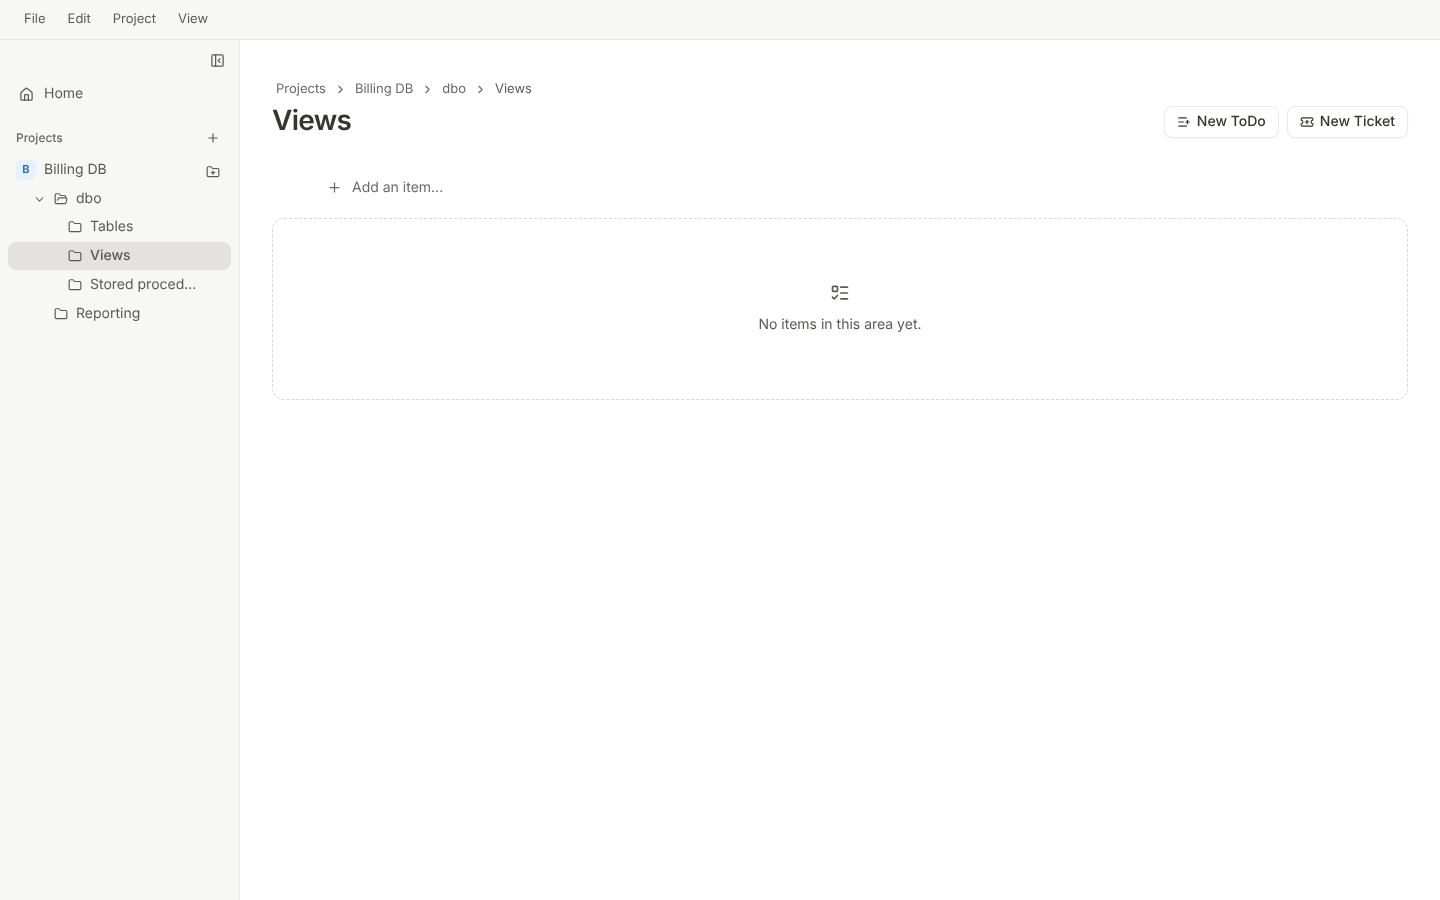 File Edit Project View
Home
Projects
B Billing DB
dbo
Tables
Views
Stored proced...
Reporting
Projects > Billing DB > dbo > Views
Views
New ToDo New Ticket
Add an item...
No items in this area yet.